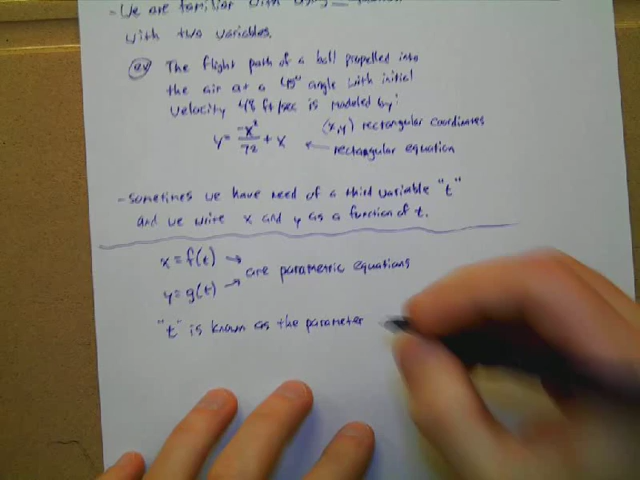 - We are familiar with using
with two variables.
ex The flight path of a ball propelled into
the air at a 45° angle with initial
velocity 48 ft/sec is modeled by:
y = -x²/72 + x (x,y) rectangular coordinates
← rectangular equation
- sometimes we have need of a third variable "t"
and we write x and y as a function of t.
x = f(t) →
are parametric equations
y = g(t) →
"t" is known as the parameter